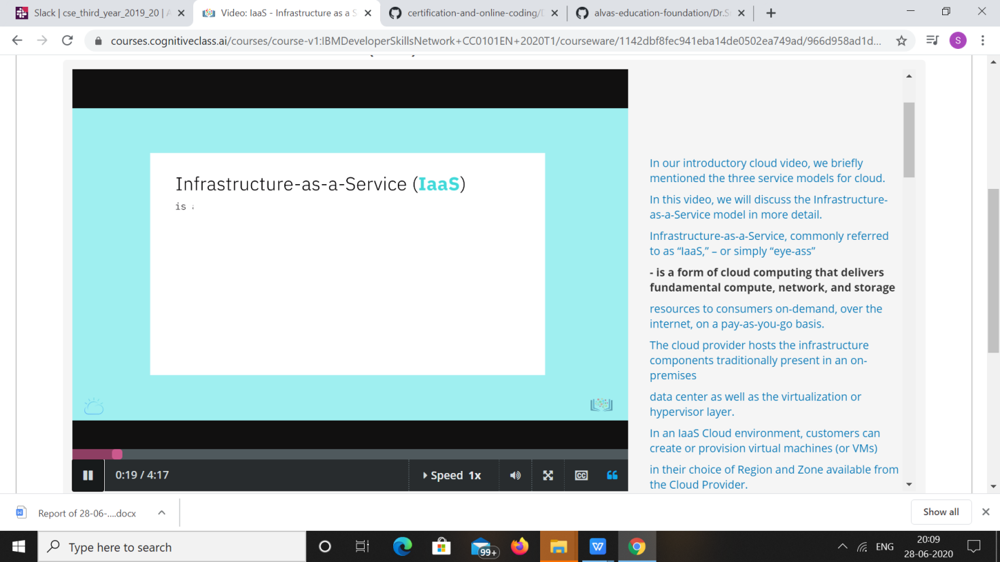 Slack | cse_third_year_2019_20 |
Video: IaaS - Infrastructure as a S
certification-and-online-coding/
alvas-education-foundation/Dr.S
courses.cognitiveclass.ai/courses/course-v1:IBMDeveloperSkillsNetwork+CC0101EN+2020T1/courseware/1142dbf8fec941eba14de0502ea749ad/966d958ad1d...
S
Infrastructure-as-a-Service (IaaS)
is
In our introductory cloud video, we briefly
mentioned the three service models for cloud.
In this video, we will discuss the Infrastructure-
as-a-Service model in more detail.
Infrastructure-as-a-Service, commonly referred
to as “IaaS,” – or simply “eye-ass”
- is a form of cloud computing that delivers
fundamental compute, network, and storage
resources to consumers on-demand, over the
internet, on a pay-as-you-go basis.
The cloud provider hosts the infrastructure
components traditionally present in an on-
premises
data center as well as the virtualization or
hypervisor layer.
In an IaaS Cloud environment, customers can
create or provision virtual machines (or VMs)
in their choice of Region and Zone available from
the Cloud Provider.
0:19 / 4:17
Speed 1x
CC
Report of 28-06-....docx
Show all
Type here to search
99+
ENG
20:09
28-06-2020